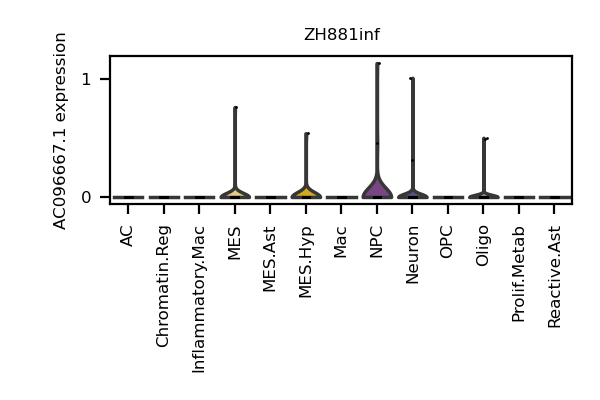 ZH881inf
AC096667.1 expression
1
0
AC
Chromatin.Reg
Inflammatory.Mac
MES
MES.Ast
MES.Hyp
Mac
NPC
Neuron
OPC
Oligo
Prolif.Metab
Reactive.Ast